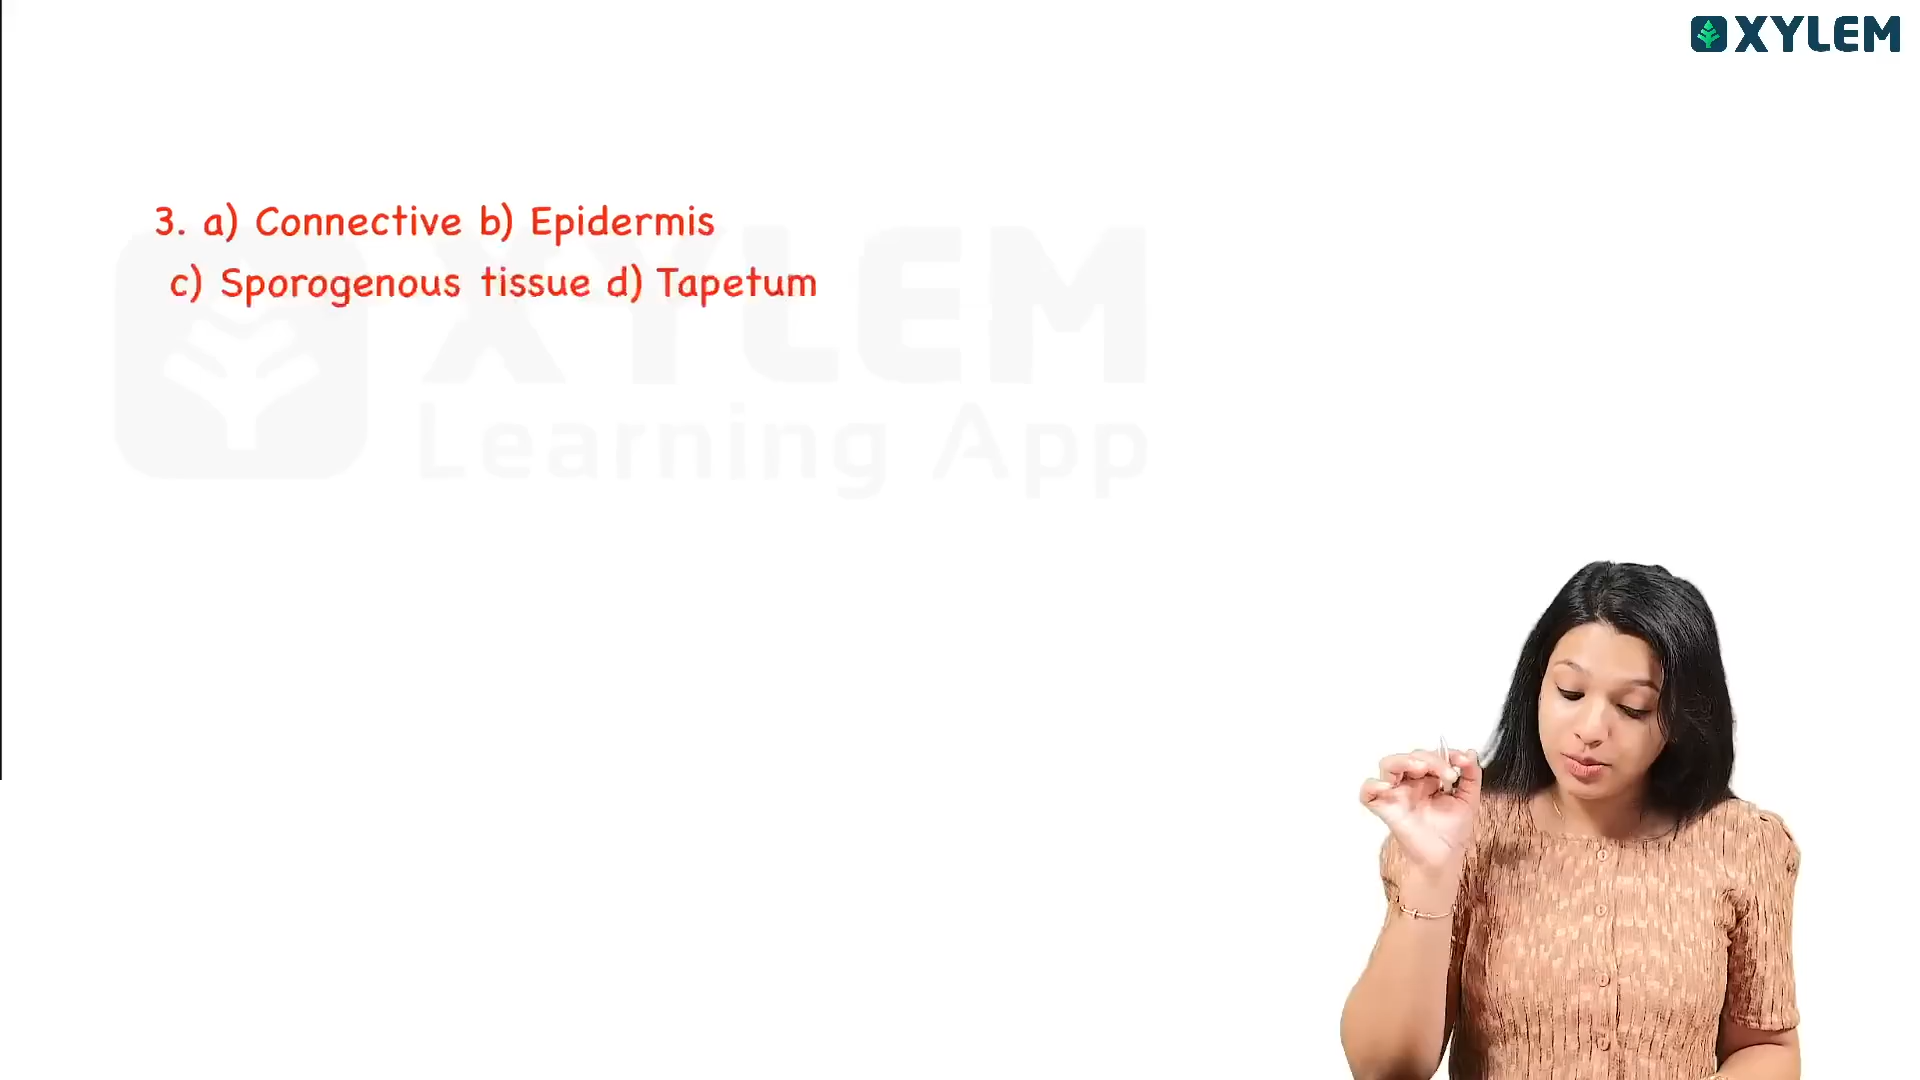 XYLEM
3. a) Connective b) Epidermis
c) Sporogenous tissue d) Tapetum
XYLEM
Learning App